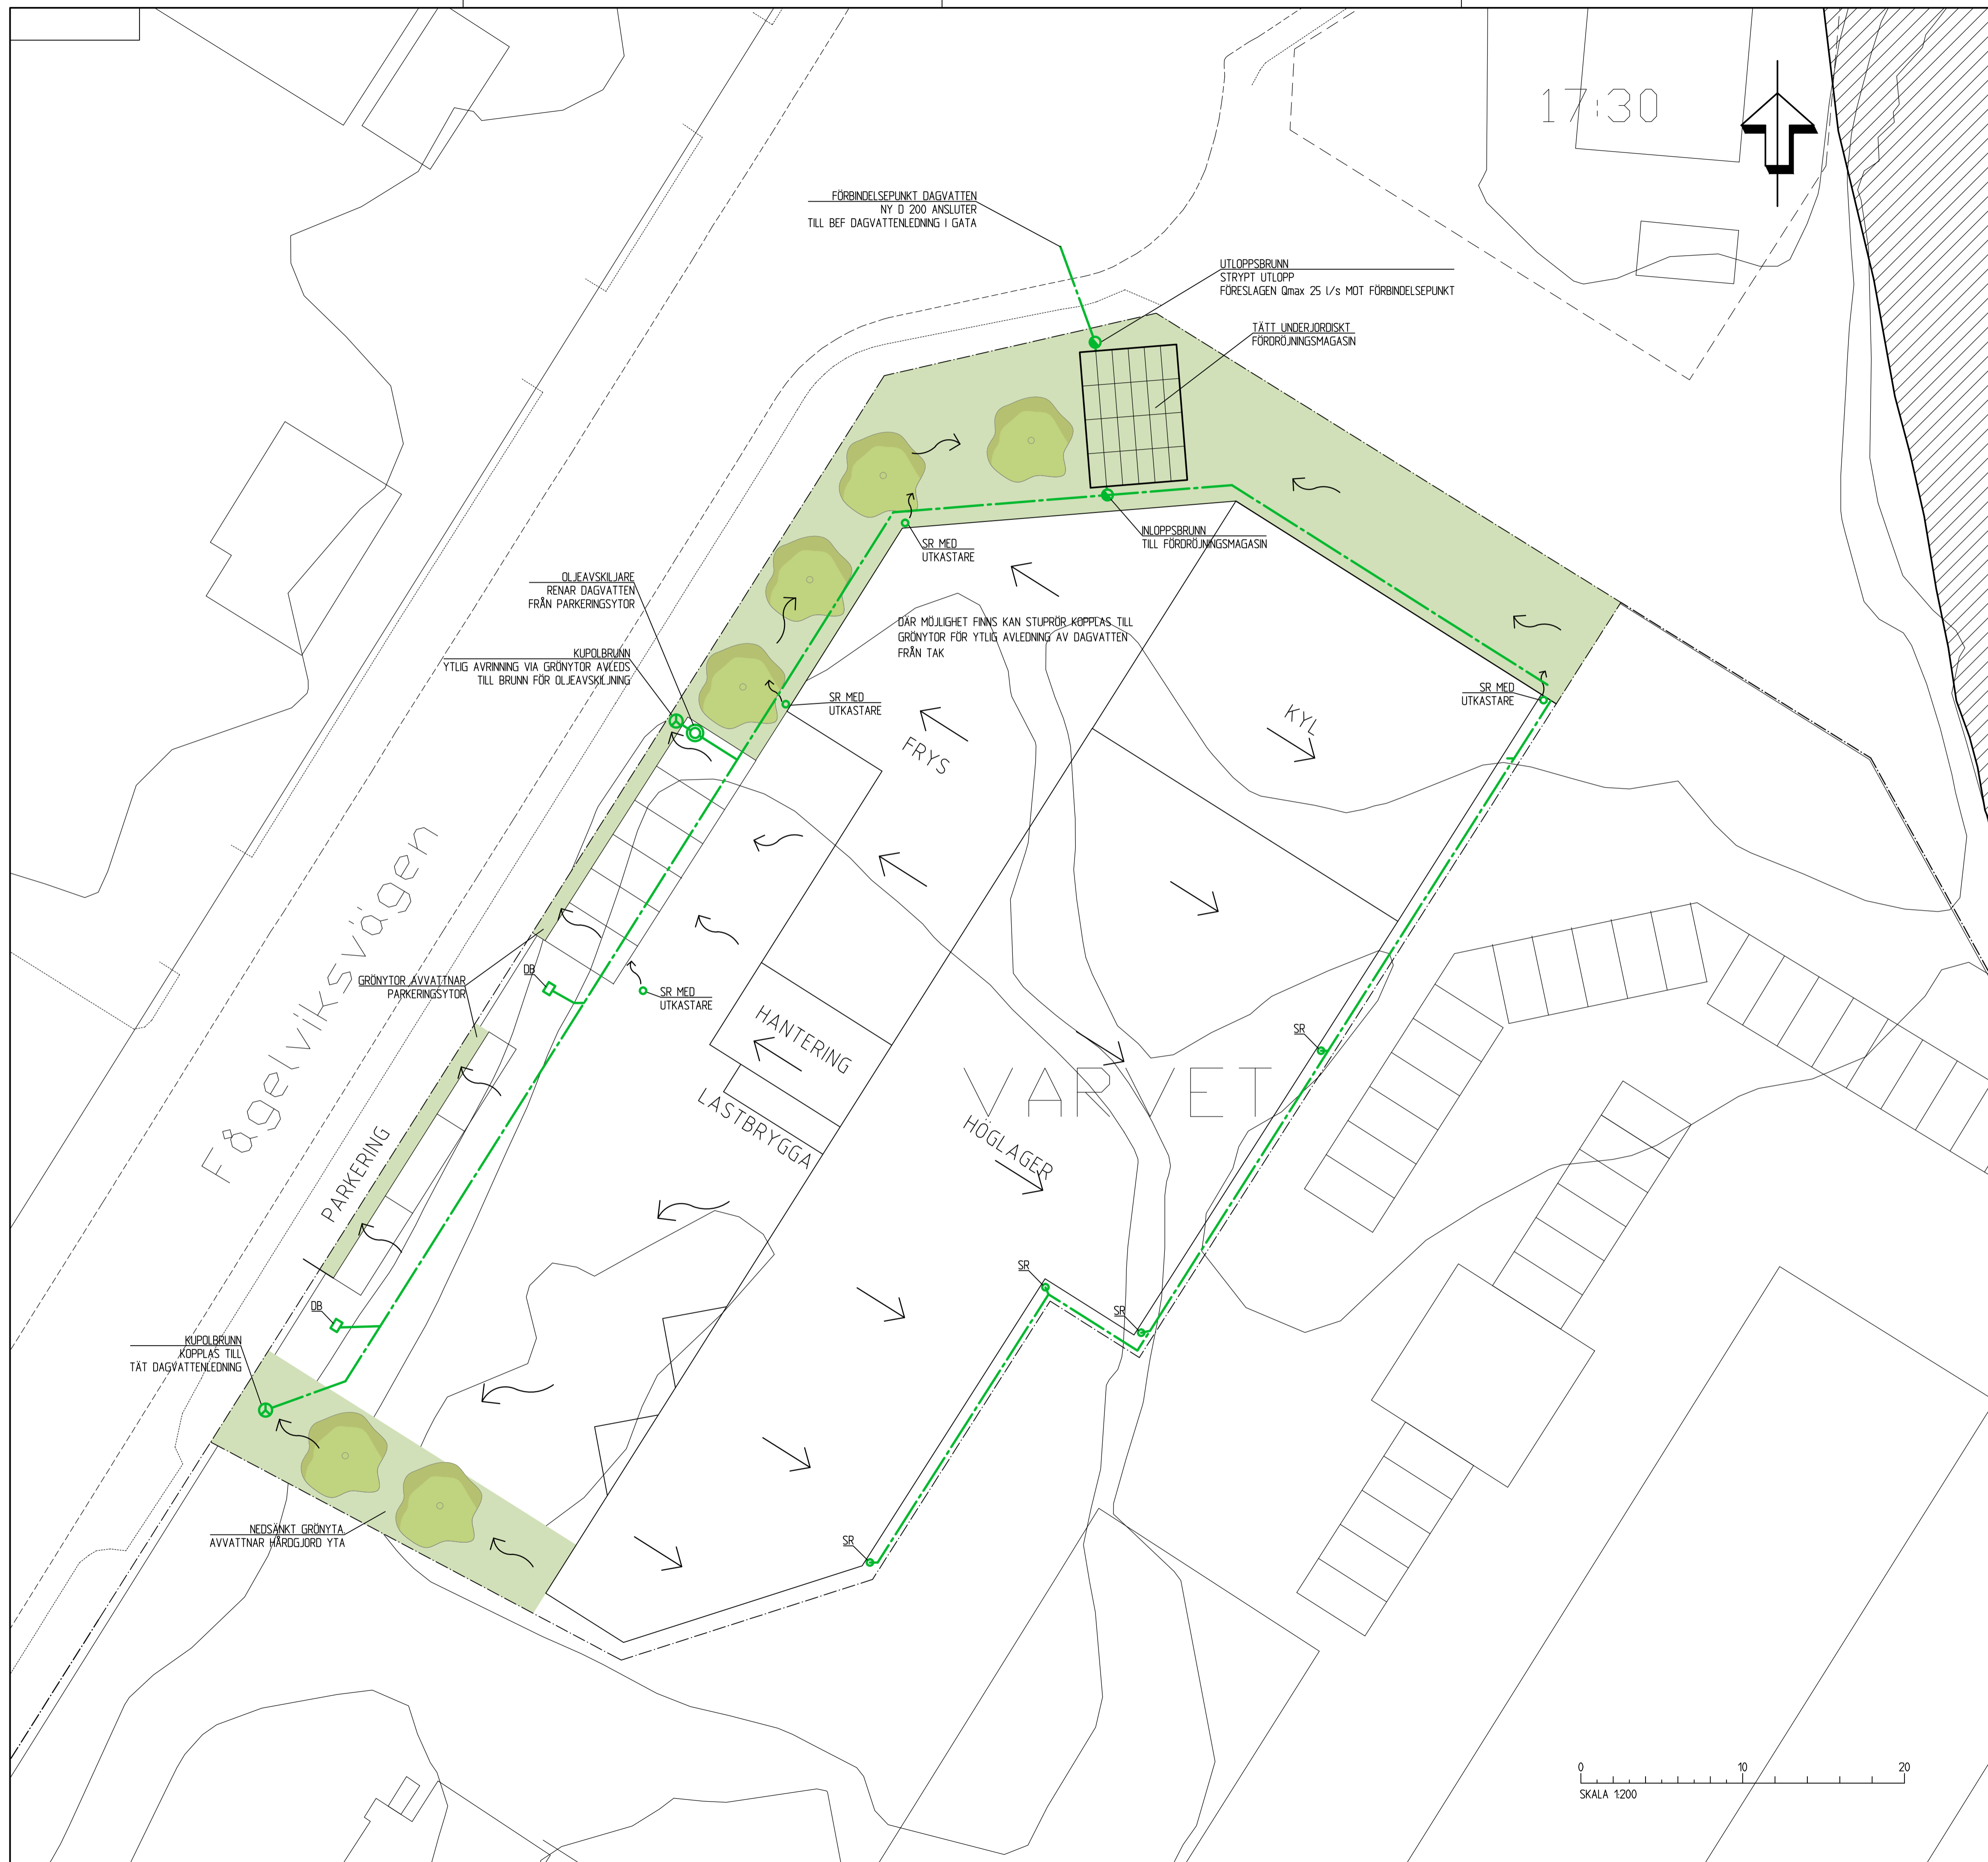 17:30
FÖRBINDELSEPUNKT DAGVATTEN
NY D 200 ANSLUTER
TILL BEF DAGVATTENLEDNING I GATA
UTLOPPSBRUNN
STRYPT UTLOPP
FÖRESLAGEN Qmax 25 l/s MOT FÖRBINDELSEPUNKT
TÄTT UNDERJORDISKT
FÖRDRÖJNINGSMAGASIN
INLOPPSBRUNN
TILL FÖRDRÖJNINGSMAGASIN
SR MED
UTKASTARE
OLJEAVSKILJARE
RENAR DAGVATTEN
FRÅN PARKERINGSYTOR
DÄR MÖJLIGHET FINNS KAN STUPRÖR KOPPLAS TILL
GRÖNYTOR FÖR YTLIG AVLEDNING AV DAGVATTEN
FRÅN TAK
KUPOLBRUNN
YTLIG AVRINNING VIA GRÖNYTOR AVLEDS
TILL BRUNN FÖR OLJEAVSKILJNING
SR MED
UTKASTARE
SR MED
UTKASTARE
KYL
FRYS
Fågelviksvägen
DB
GRÖNYTOR AVVATTNAR
PARKERINGSYTOR
SR MED
UTKASTARE
HANTERING
SR
VARVET
LASTBRYGGA
HÖGLAGER
PARKERING
SR
SR
DB
KUPOLBRUNN
KOPPLAS TILL
TÄT DAGVATTENLEDNING
NEDSÄNKT GRÖNYTA
AVVATTNAR HÅRDGJORD YTA
SR
0 10 20
SKALA 1:200